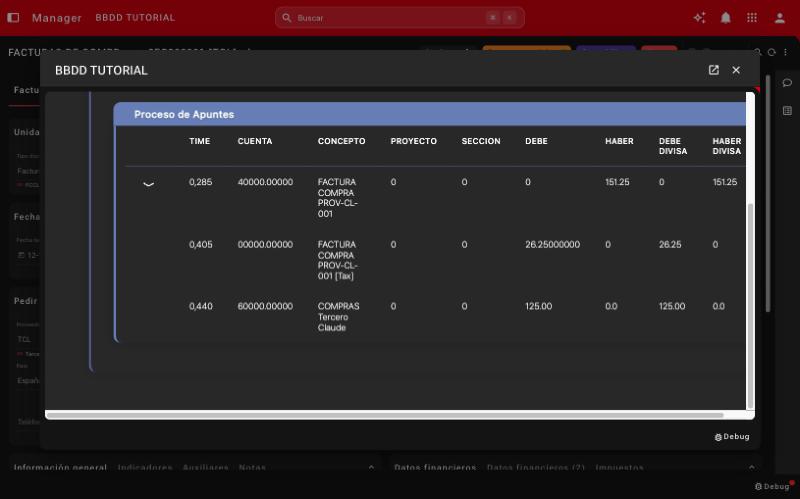 Manager BBDD TUTORIAL Buscar
BBDD TUTORIAL
Proceso de Apuntes
TIME CUENTA CONCEPTO PROYECTO SECCION DEBE HABER DEBE DIVISA HABER DIVISA
0,285 40000.00000 FACTURA COMPRA PROV-CL-001 0 0 0 151.25 0 151.25
0,405 00000.00000 FACTURA COMPRA PROV-CL-001 [Tax] 0 0 26.25000000 0 26.25 0
0,440 60000.00000 COMPRAS Tercero Claude 0 0 125.00 0.0 125.00 0.0
Debug
Información general Indicadores Auxiliares Notas Datos financieros Datos financieros (2) Impuestos
Debug